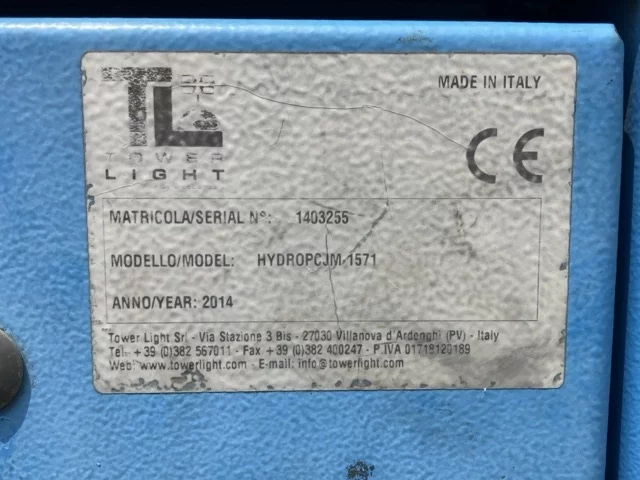 TL
MADE IN ITALY
TOWER
LIGHT
CE
MATRICOLA/SERIAL N°: 1403255
MODELLO/MODEL: HYDROPCJM-1571
ANNO/YEAR: 2014
Tower Light Srl - Via Stazione 3 Bis - 27030 Villanova d'Ardenghi (PV) - Italy
Tel. + 39 (0)382 567011 - Fax + 39 (0)382 400247 - P.IVA 01718120189
Web: www.towerlight.com - E-mail: info@towerlight.com